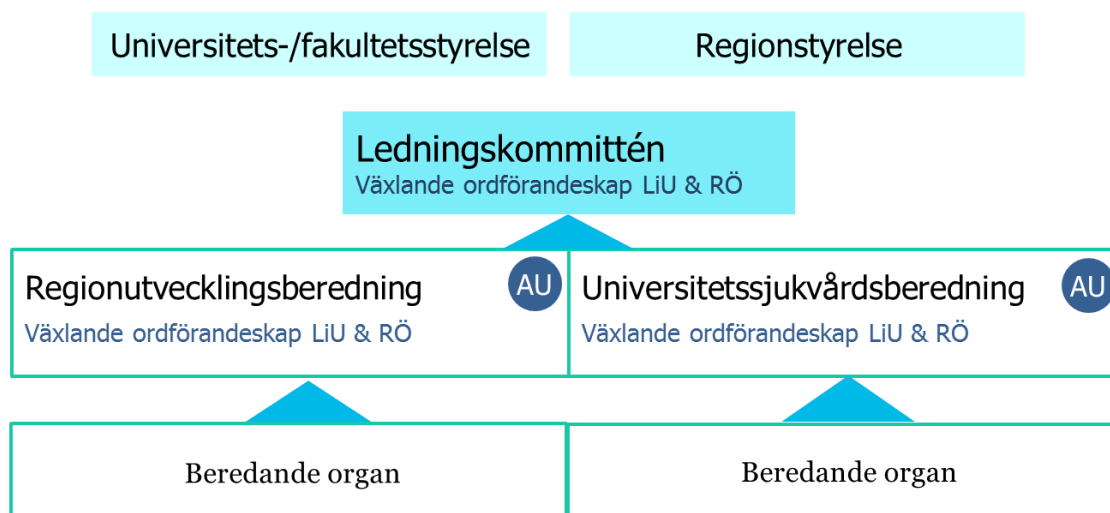 Universitets-/fakultetsstyrelse
Regionstyrelse
Ledningskommittén
Växlande ordförandeskap LiU & RÖ
Regionutvecklingsberedning
AU
Växlande ordförandeskap LiU & RÖ
Universitetssjukvårdsberedning
AU
Växlande ordförandeskap LiU & RÖ
Beredande organ
Beredande organ